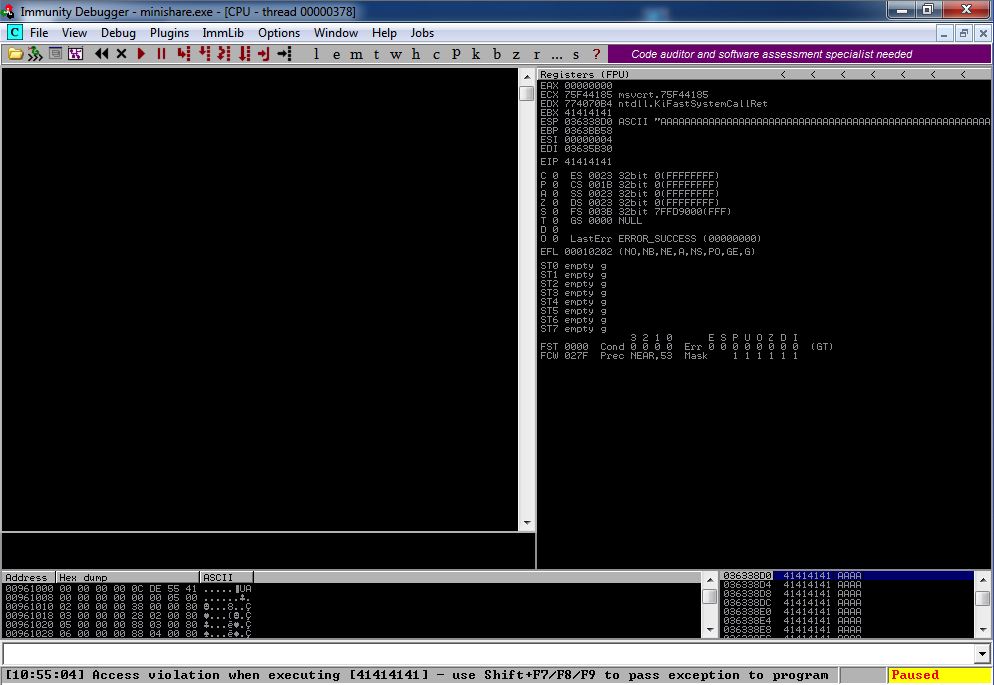 Immunity Debugger - minishare.exe - [CPU - thread 00000378]
C File View Debug Plugins ImmLib Options Window Help Jobs
l e m t w h c P k b z r ... s ? Code auditor and software assessment specialist needed
Registers (FPU) < < < < < < <
EAX 00000000
ECX 75F44185 msvcrt.75F44185
EDX 774070B4 ntdll.KiFastSystemCallRet
EBX 41414141
ESP 036338D0 ASCII "AAAAAAAAAAAAAAAAAAAAAAAAAAAAAAAAAAAAAAAAAAAAAAAAAAAAAAA
EBP 0363BB58
ESI 00000004
EDI 03635B30
EIP 41414141
C 0 ES 0023 32bit 0(FFFFFFFF)
P 0 CS 001B 32bit 0(FFFFFFFF)
A 0 SS 0023 32bit 0(FFFFFFFF)
Z 0 DS 0023 32bit 0(FFFFFFFF)
S 0 FS 003B 32bit 7FFD9000(FFF)
T 0 GS 0000 NULL
D 0
O 0 LastErr ERROR_SUCCESS (00000000)
EFL 00010202 (NO,NB,NE,A,NS,PO,GE,G)
ST0 empty g
ST1 empty g
ST2 empty g
ST3 empty g
ST4 empty g
ST5 empty g
ST6 empty g
ST7 empty g
3 2 1 0 E S P U O Z D I
FST 0000 Cond 0 0 0 0 Err 0 0 0 0 0 0 0 0 (GT)
FCW 027F Prec NEAR,53 Mask 1 1 1 1 1 1
Address Hex dump ASCII
00961000 00 00 00 00 0C DE 55 41
00961008 00 00 00 00 00 00 05 00
00961010 02 00 00 00 38 00 00 80
00961018 03 00 00 00 28 02 00 80
00961020 05 00 00 00 88 03 00 80
00961028 06 00 00 00 88 04 00 80
036338D0 41414141 AAAA
036338D4 41414141 AAAA
036338D8 41414141 AAAA
036338DC 41414141 AAAA
036338E0 41414141 AAAA
036338E4 41414141 AAAA
036338E8 41414141 AAAA
[10:55:04] Access violation when executing [41414141] - use Shift+F7/F8/F9 to pass exception to program Paused